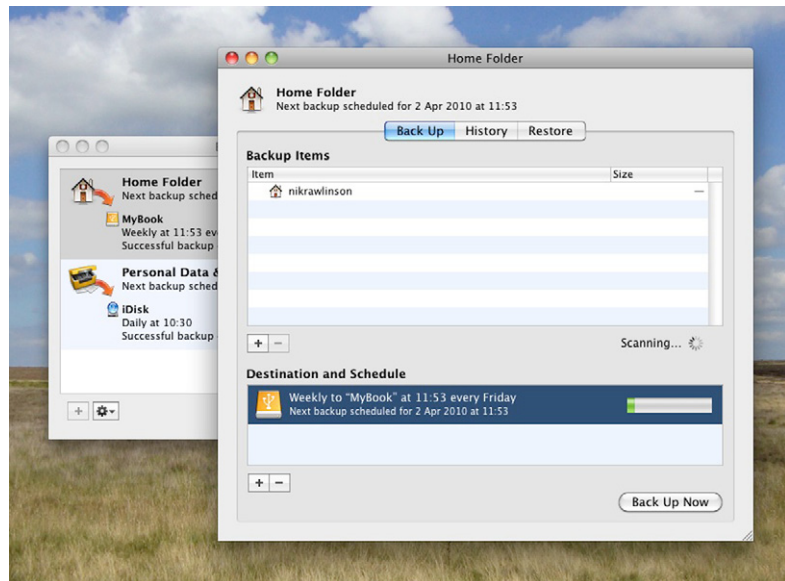 Home Folder
Home Folder
Next backup scheduled for 2 Apr 2010 at 11:53
Back Up History Restore
Backup Items
Item Size
nikrawlinson —
Scanning...
Destination and Schedule
Weekly to "MyBook" at 11:53 every Friday
Next backup scheduled for 2 Apr 2010 at 11:53
Back Up Now
Home Folder
Next backup
MyBook
Weekly at 11:53
Successful backup
Personal Data &
Next backup
iDisk
Daily at 10:30
Successful backup